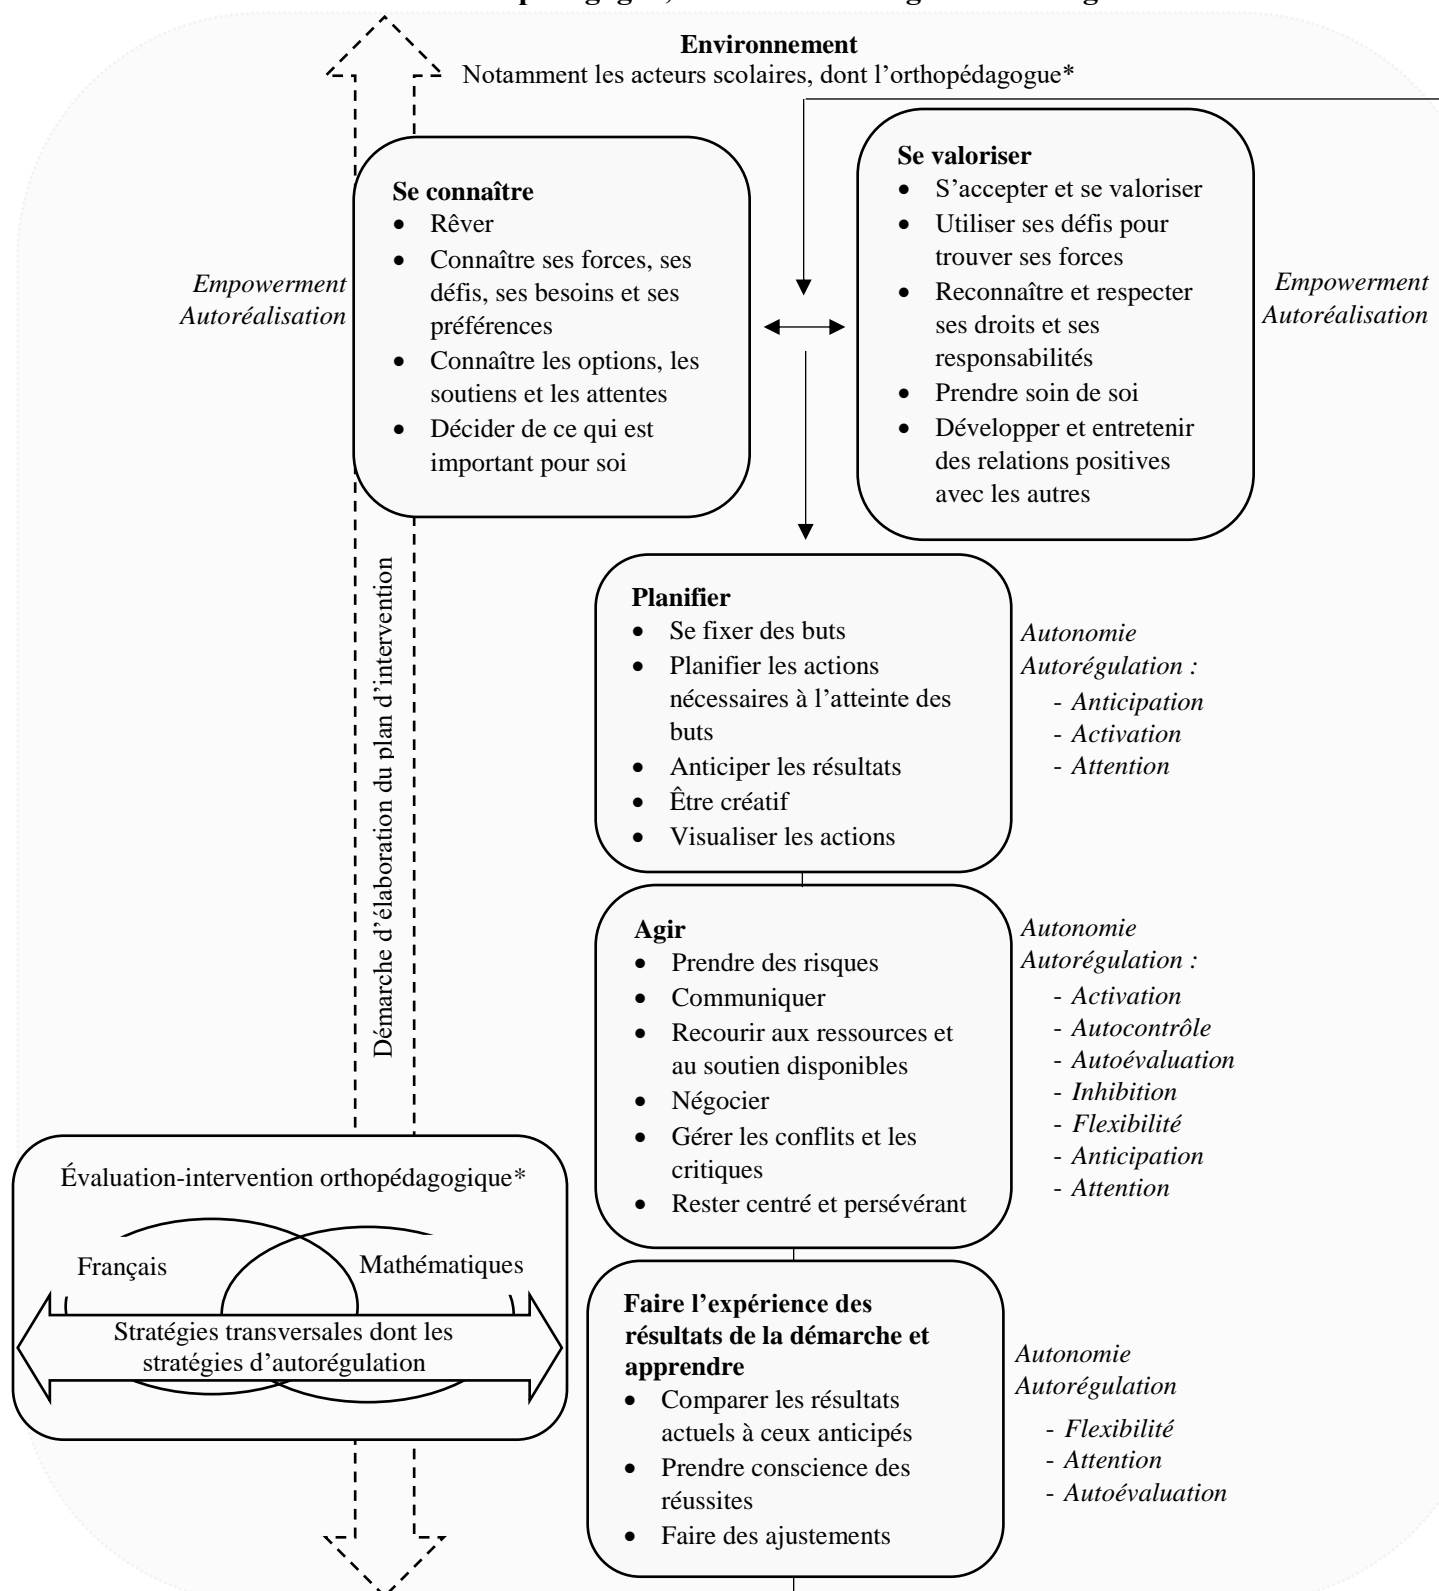 Environnement
Notamment les acteurs scolaires, dont l’orthopédagogue*
Se connaître
• Rêver
• Connaître ses forces, ses
défis, ses besoins et ses
préférences
• Connaître les options, les
soutiens et les attentes
• Décider de ce qui est
important pour soi
Empowerment
Autoréalisation
Se valoriser
• S’accepter et se valoriser
• Utiliser ses défis pour
trouver ses forces
• Reconnaître et respecter
ses droits et ses
responsabilités
• Prendre soin de soi
• Développer et entretenir
des relations positives
avec les autres
Empowerment
Autoréalisation
Démarche d’élaboration du plan d’intervention
Planifier
• Se fixer des buts
• Planifier les actions
nécessaires à l’atteinte des
buts
• Anticiper les résultats
• Être créatif
• Visualiser les actions
Autonomie
Autorégulation :
- Anticipation
- Activation
- Attention
Agir
• Prendre des risques
• Communiquer
• Recourir aux ressources et
au soutien disponibles
• Négocier
• Gérer les conflits et les
critiques
• Rester centré et persévérant
Autonomie
Autorégulation :
- Activation
- Autocontrôle
- Autoévaluation
- Inhibition
- Flexibilité
- Anticipation
- Attention
Évaluation-intervention orthopédagogique*
Français
Mathématiques
Stratégies transversales dont les
stratégies d’autorégulation
Faire l’expérience des
résultats de la démarche et
apprendre
• Comparer les résultats
actuels à ceux anticipés
• Prendre conscience des
réussites
• Faire des ajustements
Autonomie
Autorégulation
- Flexibilité
- Attention
- Autoévaluation